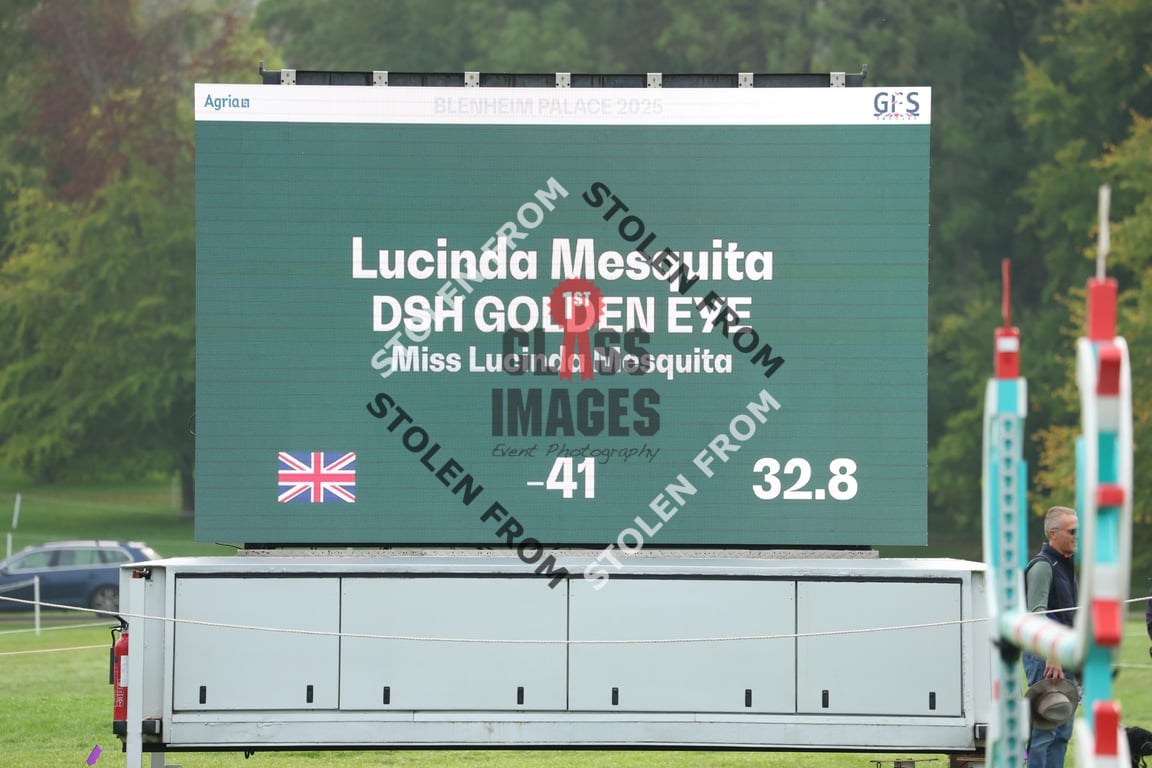 Agria
BLENHEIM PALACE 2025
GFS
Lucinda Mesquita
DSH GOLDEN EYE
Miss Lucinda Mesquita
-41
32.8
STOLEN FROM
STOLEN FROM
STOLEN FROM
STOLEN FROM
1ST
CLASS
IMAGES
Event Photography